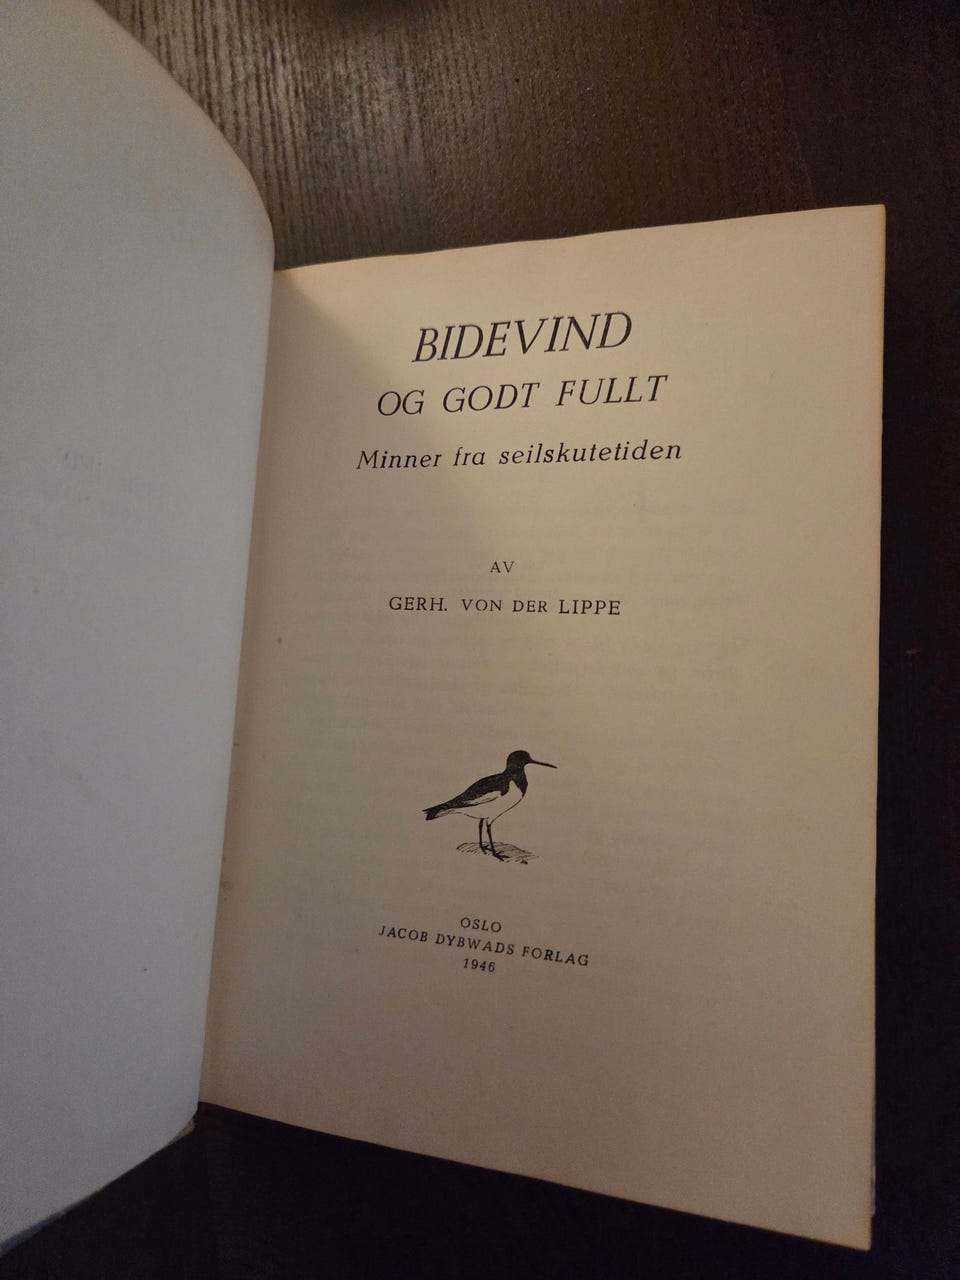 BIDEVIND
OG GODT FULLT
Minner fra seilskutetiden
AV
GERH. VON DER LIPPE
OSLO
JACOB DYBWADS FORLAG
1946